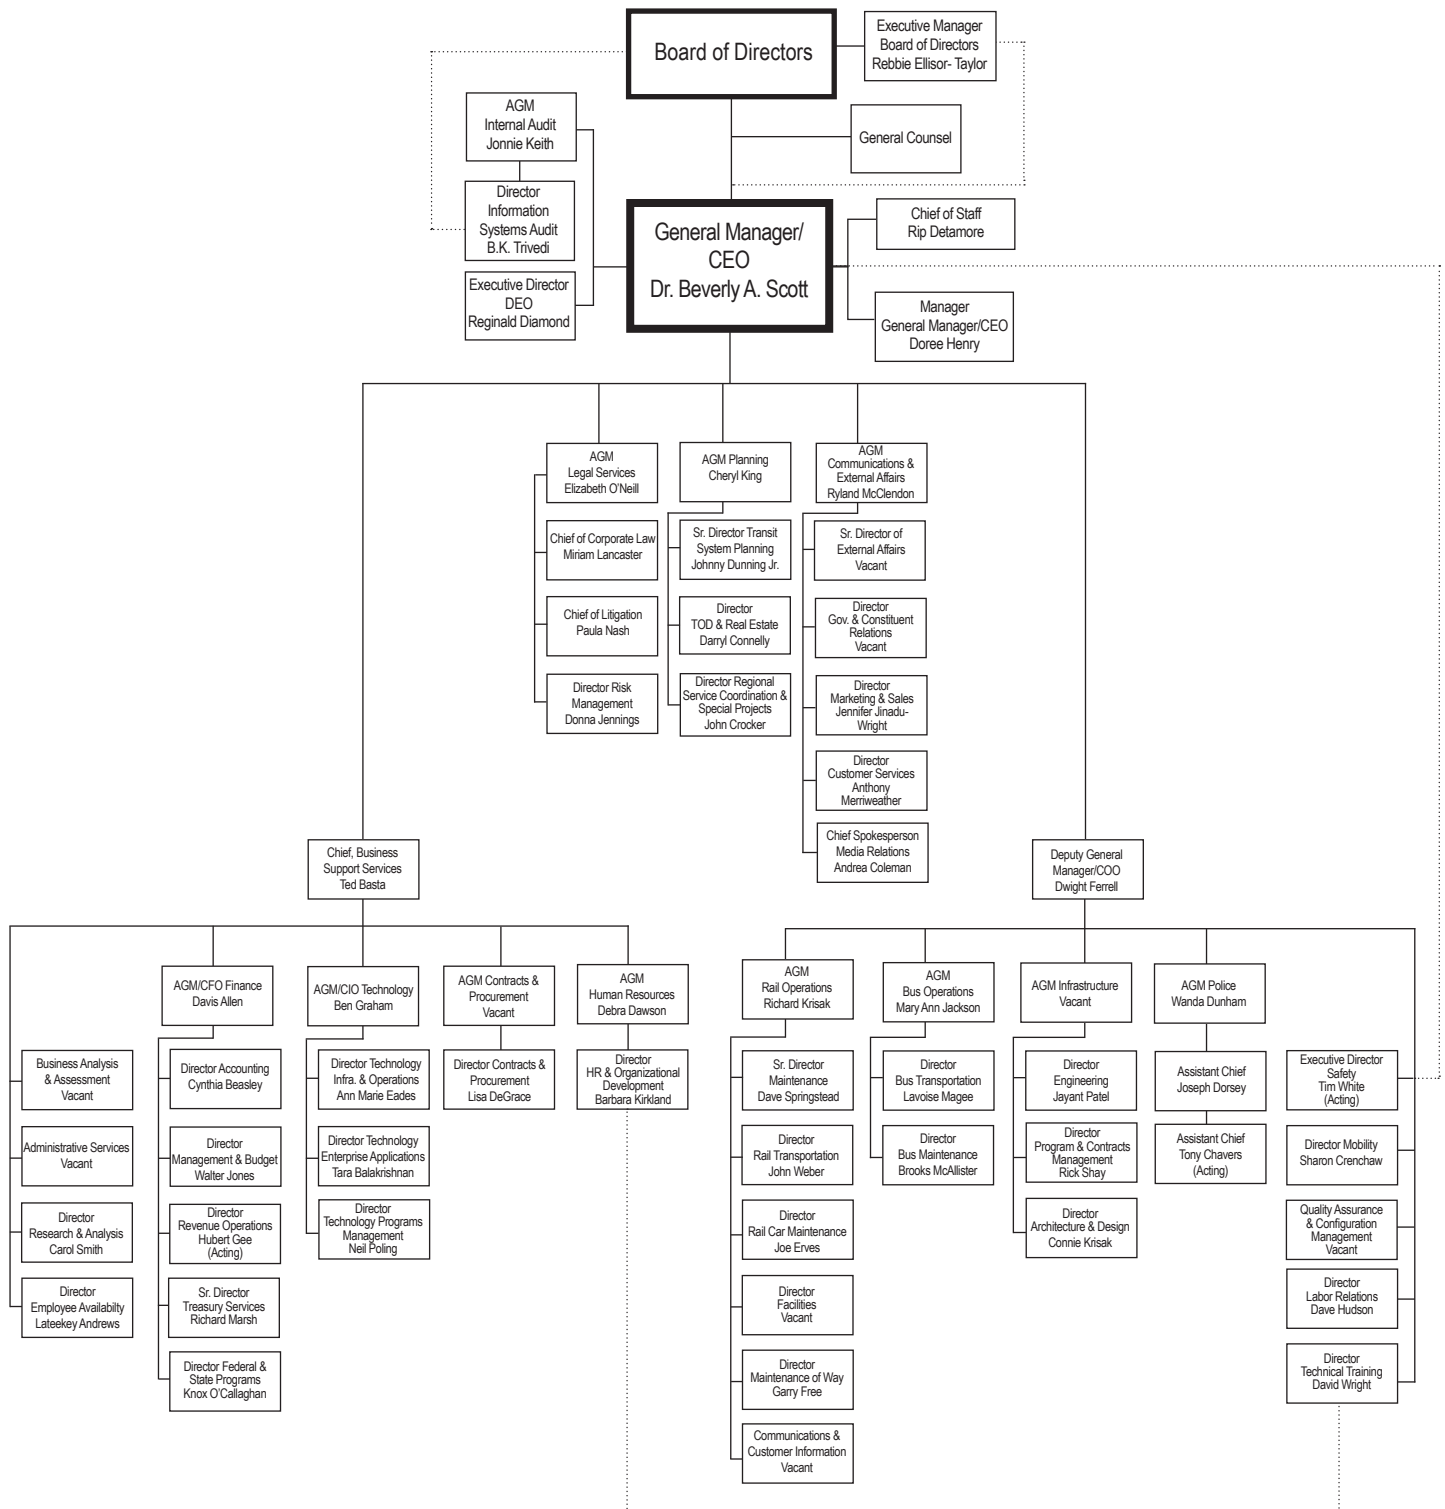 Board of Directors
Executive Manager
Board of Directors
Rebbie Ellisor- Taylor
AGM
Internal Audit
Jonnie Keith
General Counsel
Director
Information
Systems Audit
B.K. Trivedi
General Manager/
CEO
Dr. Beverly A. Scott
Chief of Staff
Rip Detamore
Executive Director
DEO
Reginald Diamond
Manager
General Manager/CEO
Doree Henry
AGM
Legal Services
Elizabeth O'Neill
AGM Planning
Cheryl King
AGM
Communications &
External Affairs
Ryland McClendon
Chief of Corporate Law
Miriam Lancaster
Sr. Director Transit
System Planning
Johnny Dunning Jr.
Sr. Director of
External Affairs
Vacant
Chief of Litigation
Paula Nash
Director
TOD & Real Estate
Darryl Connelly
Director
Gov. & Constituent
Relations
Vacant
Director Risk
Management
Donna Jennings
Director Regional
Service Coordination &
Special Projects
John Crocker
Director
Marketing & Sales
Jennifer Jinadu-
Wright
Director
Customer Services
Anthony
Merriweather
Chief Spokesperson
Media Relations
Andrea Coleman
Chief, Business
Support Services
Ted Basta
Deputy General
Manager/COO
Dwight Ferrell
AGM/CFO Finance
Davis Allen
AGM/CIO Technology
Ben Graham
AGM Contracts &
Procurement
Vacant
AGM
Human Resources
Debra Dawson
AGM
Rail Operations
Richard Krisak
AGM
Bus Operations
Mary Ann Jackson
AGM Infrastructure
Vacant
AGM Police
Wanda Dunham
Business Analysis
& Assessment
Vacant
Director Accounting
Cynthia Beasley
Director Technology
Infra. & Operations
Ann Marie Eades
Director Contracts &
Procurement
Lisa DeGrace
Director
HR & Organizational
Development
Barbara Kirkland
Sr. Director
Maintenance
Dave Springstead
Director
Bus Transportation
Lavoise Magee
Director
Engineering
Jayant Patel
Assistant Chief
Joseph Dorsey
Executive Director
Safety
Tim White
(Acting)
Administrative Services
Vacant
Director
Management & Budget
Walter Jones
Director Technology
Enterprise Applications
Tara Balakrishnan
Director
Rail Transportation
John Weber
Director
Bus Maintenance
Brooks McAllister
Director
Program & Contracts
Management
Rick Shay
Assistant Chief
Tony Chavers
(Acting)
Director Mobility
Sharon Crenchaw
Director
Research & Analysis
Carol Smith
Director
Revenue Operations
Hubert Gee
(Acting)
Director
Technology Programs
Management
Neil Poling
Director
Rail Car Maintenance
Joe Erves
Director
Architecture & Design
Connie Krisak
Quality Assurance
& Configuration
Management
Vacant
Director
Employee Availabilty
Lateekey Andrews
Sr. Director
Treasury Services
Richard Marsh
Director
Facilities
Vacant
Director
Labor Relations
Dave Hudson
Director Federal &
State Programs
Knox O'Callaghan
Director
Maintenance of Way
Garry Free
Director
Technical Training
David Wright
Communications &
Customer Information
Vacant